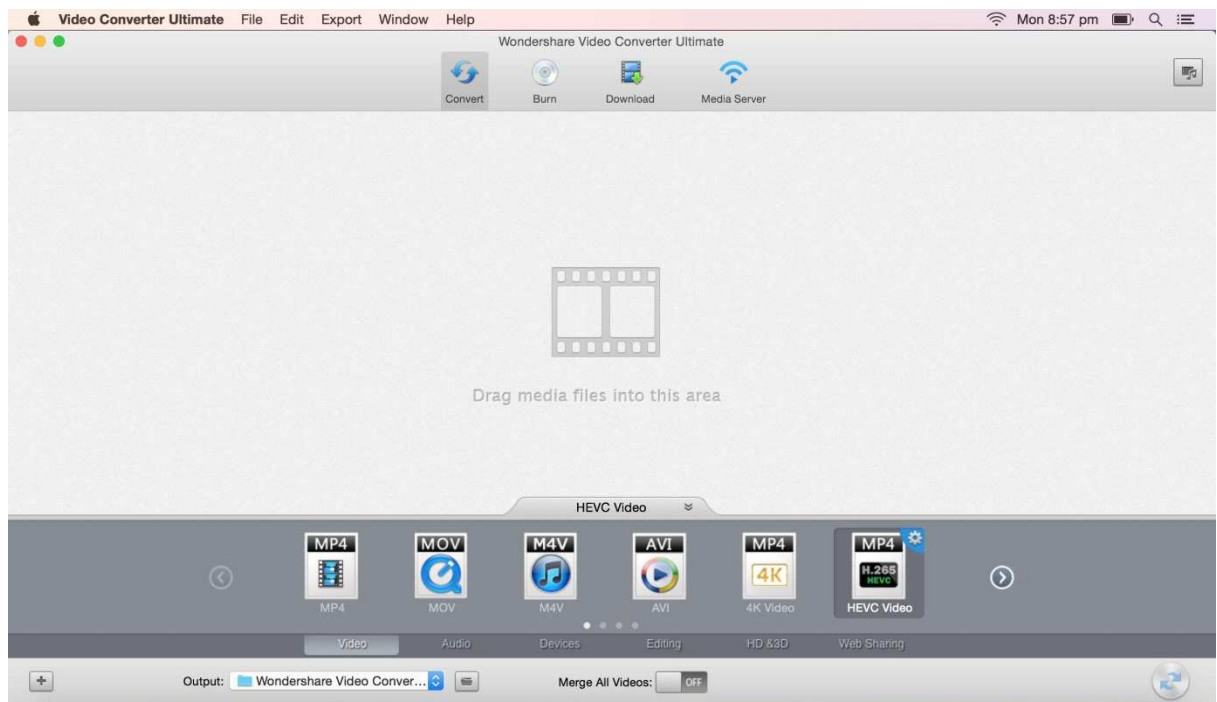 Video Converter Ultimate File Edit Export Window Help Mon 8:57 pm
Wondershare Video Converter Ultimate
Convert Burn Download Media Server
Drag media files into this area
HEVC Video
MP4 MOV M4V AVI MP4 MP4
4K H.265
HEVC
MP4 MOV M4V AVI 4K Video HEVC Video
Video Audio Devices Editing HD &3D Web Sharing
Output: Wondershare Video Conver... Merge All Videos: OFF